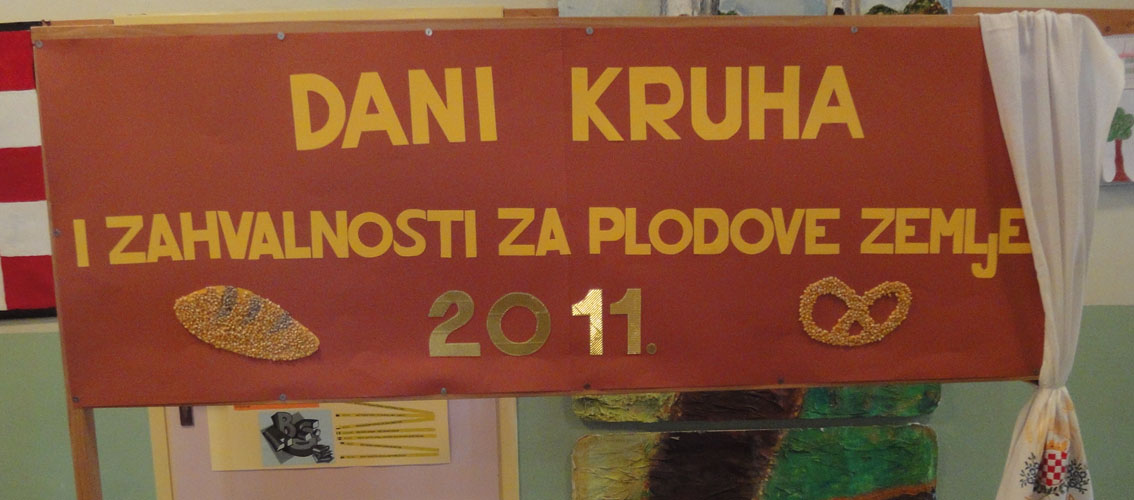 DANI KRUHA
I ZAHVALNOSTI ZA PLODOVE ZEMLjE
2011.